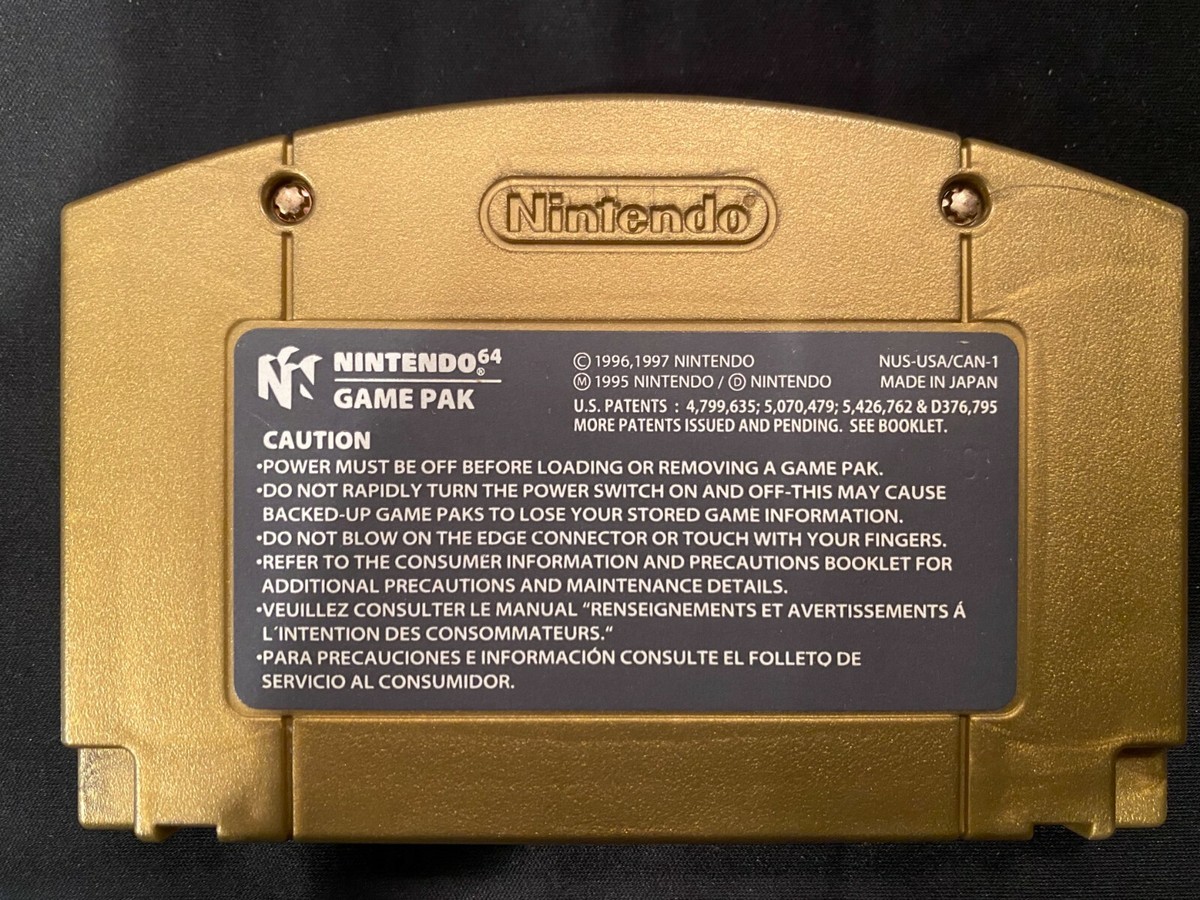 Nintendo®
NINTENDO64®
GAME PAK
© 1996,1997 NINTENDO
Ⓜ 1995 NINTENDO / Ⓓ NINTENDO
NUS-USA/CAN-1
MADE IN JAPAN
U.S. PATENTS : 4,799,635; 5,070,479; 5,426,762 & D376,795
MORE PATENTS ISSUED AND PENDING. SEE BOOKLET.
CAUTION
•POWER MUST BE OFF BEFORE LOADING OR REMOVING A GAME PAK.
•DO NOT RAPIDLY TURN THE POWER SWITCH ON AND OFF-THIS MAY CAUSE
BACKED-UP GAME PAKS TO LOSE YOUR STORED GAME INFORMATION.
•DO NOT BLOW ON THE EDGE CONNECTOR OR TOUCH WITH YOUR FINGERS.
•REFER TO THE CONSUMER INFORMATION AND PRECAUTIONS BOOKLET FOR
ADDITIONAL PRECAUTIONS AND MAINTENANCE DETAILS.
•VEUILLEZ CONSULTER LE MANUAL “RENSEIGNEMENTS ET AVERTISSEMENTS Á
L´INTENTION DES CONSOMMATEURS.“
•PARA PRECAUCIONES E INFORMACIÓN CONSULTE EL FOLLETO DE
SERVICIO AL CONSUMIDOR.